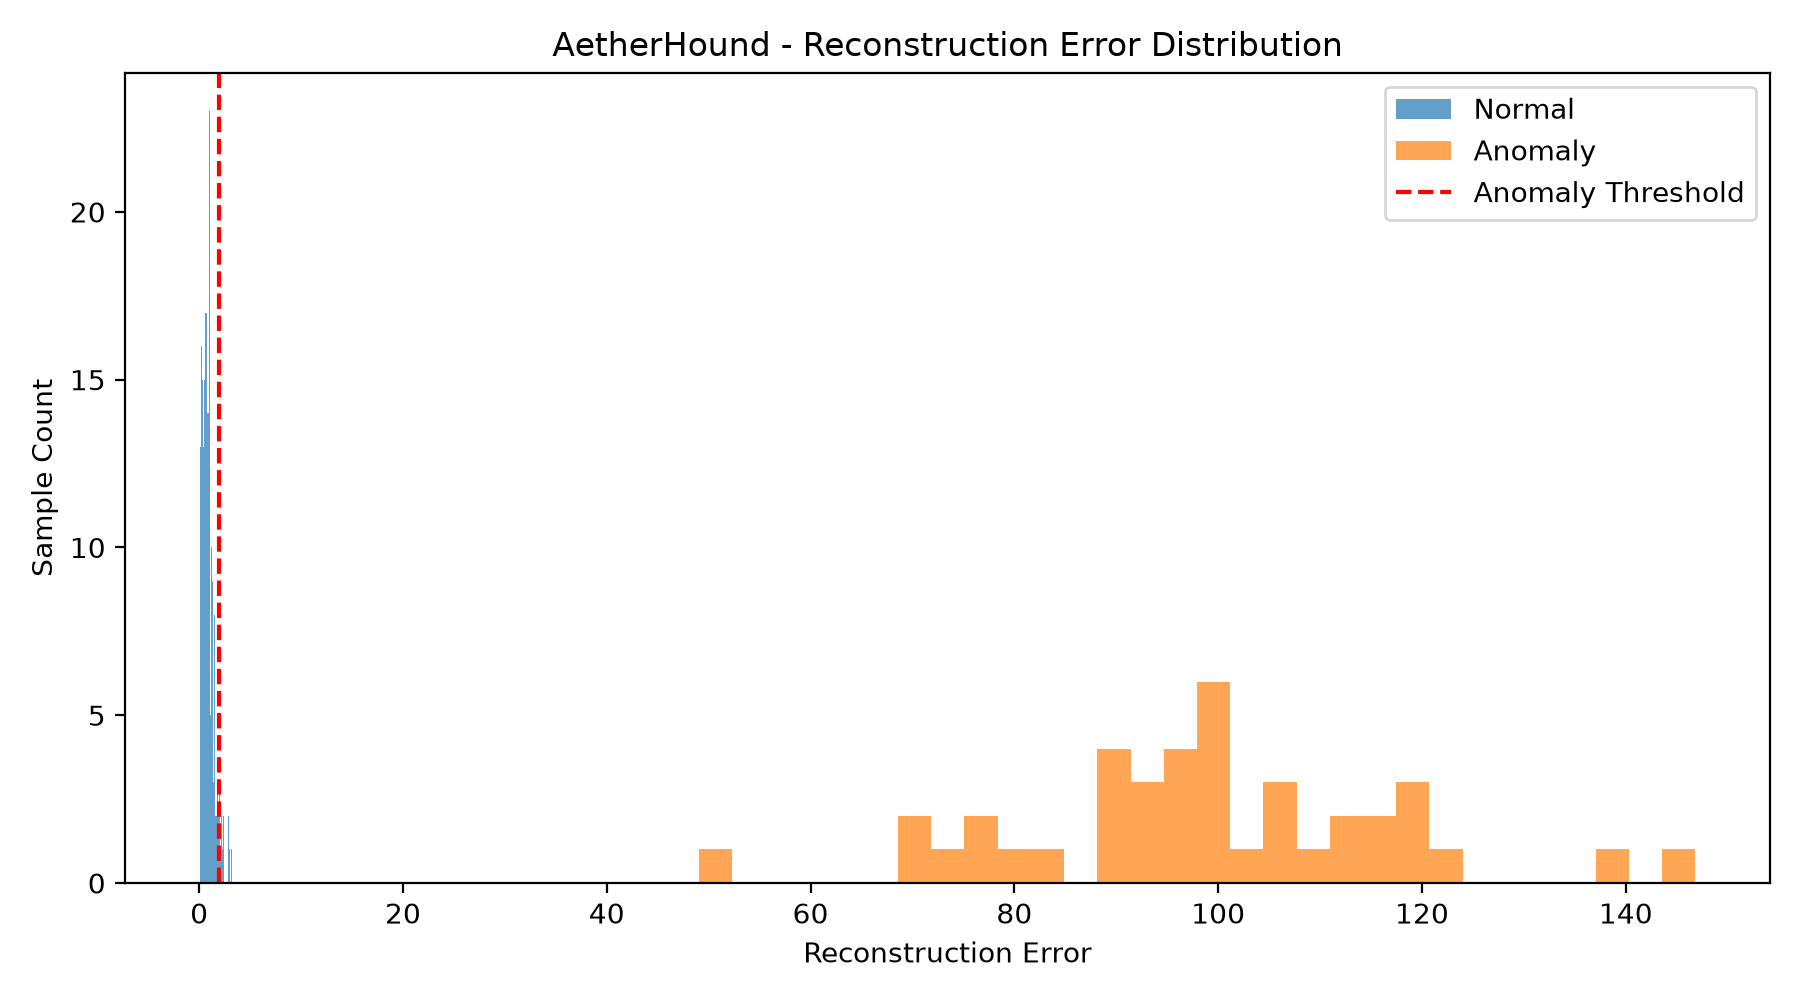 AetherHound - Reconstruction Error Distribution
Normal
Anomaly
Anomaly Threshold
Sample Count
20
15
10
5
0
0 20 40 60 80 100 120 140
Reconstruction Error